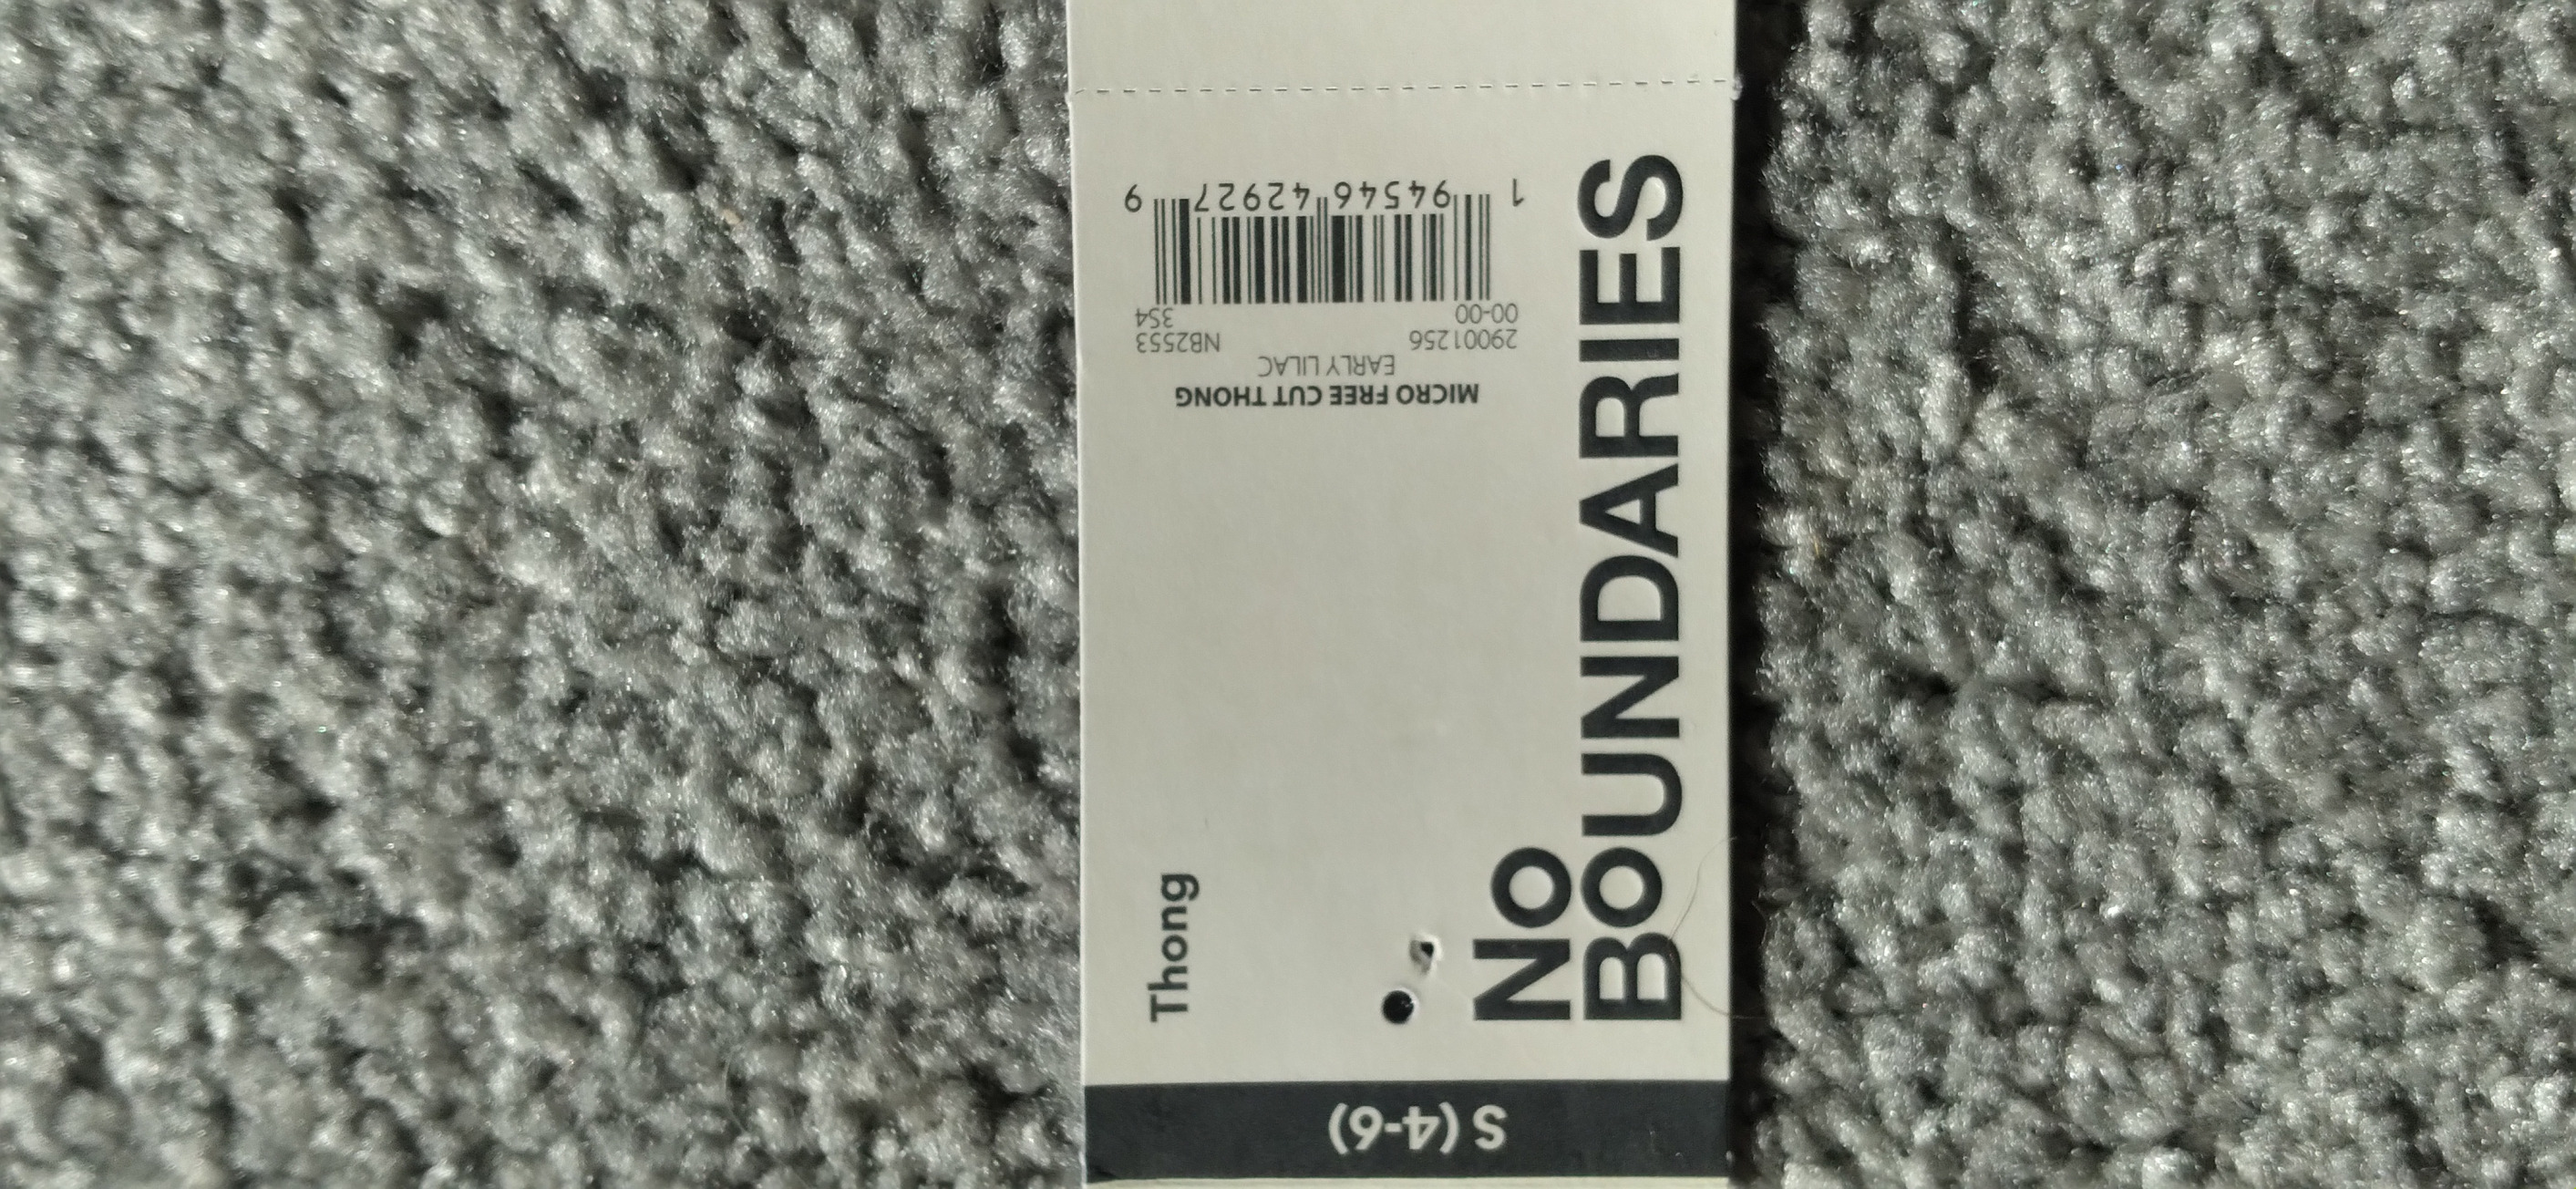 NO
BOUNDARIES
Thong
S (4-6)
MICRO FREE CUT THONG
EARLY LILAC
29001256 NB2553
00-00 3S4
1 94546 42927 9